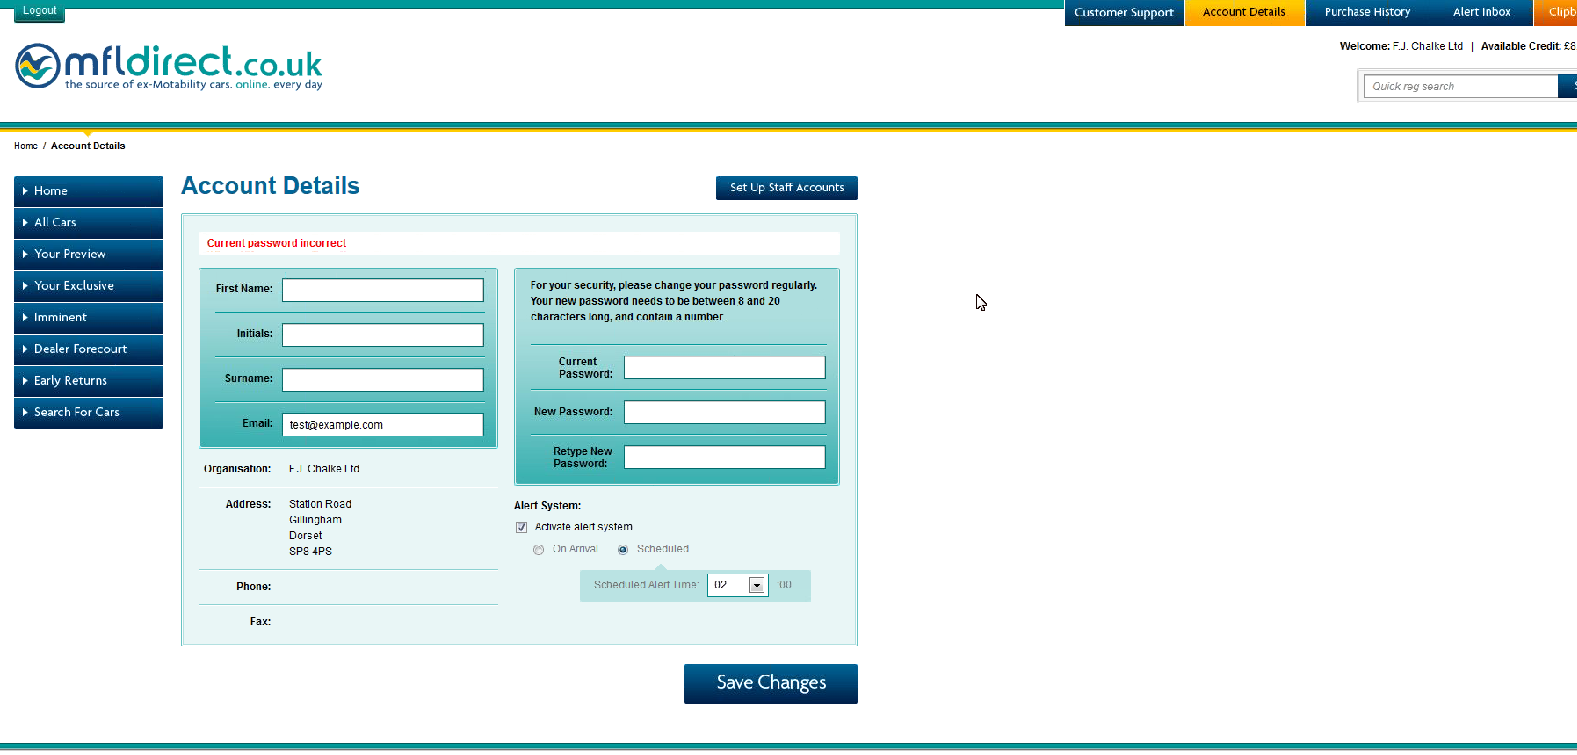 Logout
Customer Support
Account Details
Purchase History
Alert Inbox
Welcome: F.J. Chalke Ltd | Available Credit: £8
mfldirect.co.uk
the source of ex-Motability cars. online. every day
Quick reg search
Home / Account Details
Home
All Cars
Your Preview
Your Exclusive
Imminent
Dealer Forecourt
Early Returns
Search For Cars
Account Details
Set Up Staff Accounts
Current password incorrect
First Name:
Initials:
Surname:
Email: test@example.com
Organisation: F.J. Chalke Ltd
Address: Station Road
Gillingham
Dorset
SP8 4PS
Phone:
Fax:
For your security, please change your password regularly.
Your new password needs to be between 8 and 20
characters long, and contain a number
Current
Password:
New Password:
Retype New
Password:
Alert System:
Activate alert system
On Arrival
Scheduled
Scheduled Alert Time: 02 00
Save Changes